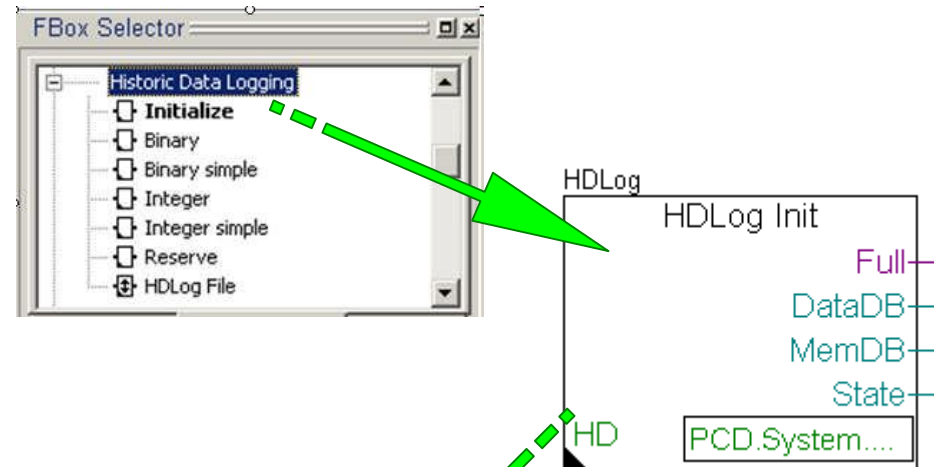 FBox Selector
Historic Data Logging
Initialize
Binary
Binary simple
Integer
Integer simple
Reserve
HDLog File
HDLog
HDLog Init
Full
DataDB
MemDB
State
HD
PCD.System....